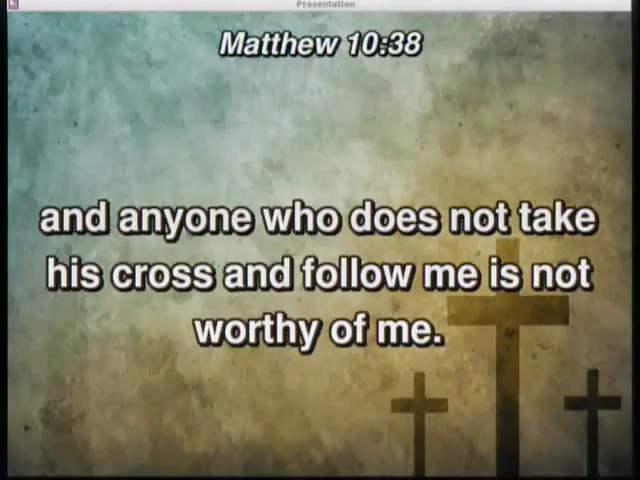 Presentation
Matthew 10:38
and anyone who does not take
his cross and follow me is not
worthy of me.